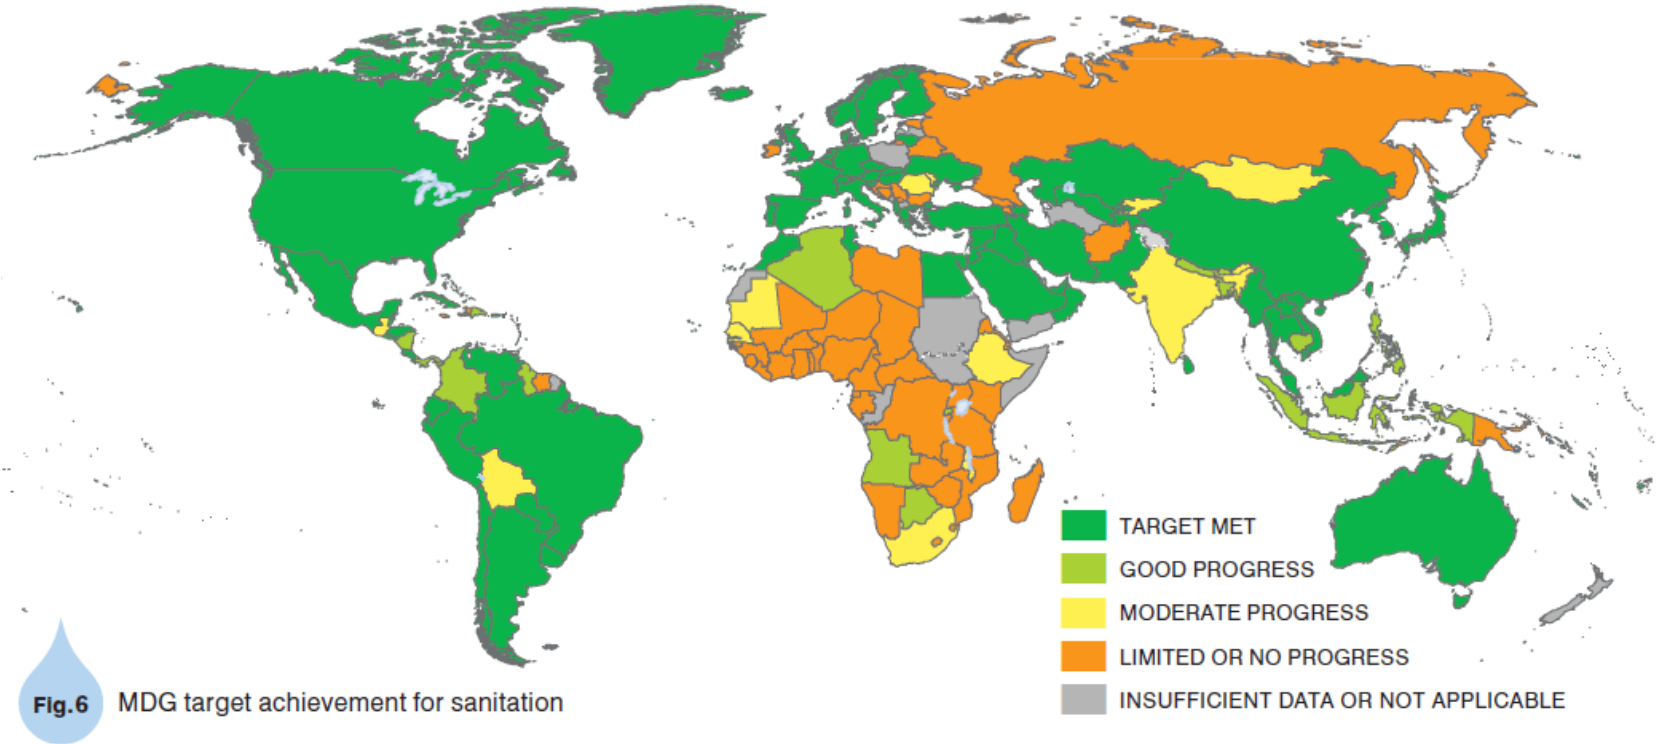 TARGET MET
GOOD PROGRESS
MODERATE PROGRESS
LIMITED OR NO PROGRESS
INSUFFICIENT DATA OR NOT APPLICABLE
Fig.6 MDG target achievement for sanitation